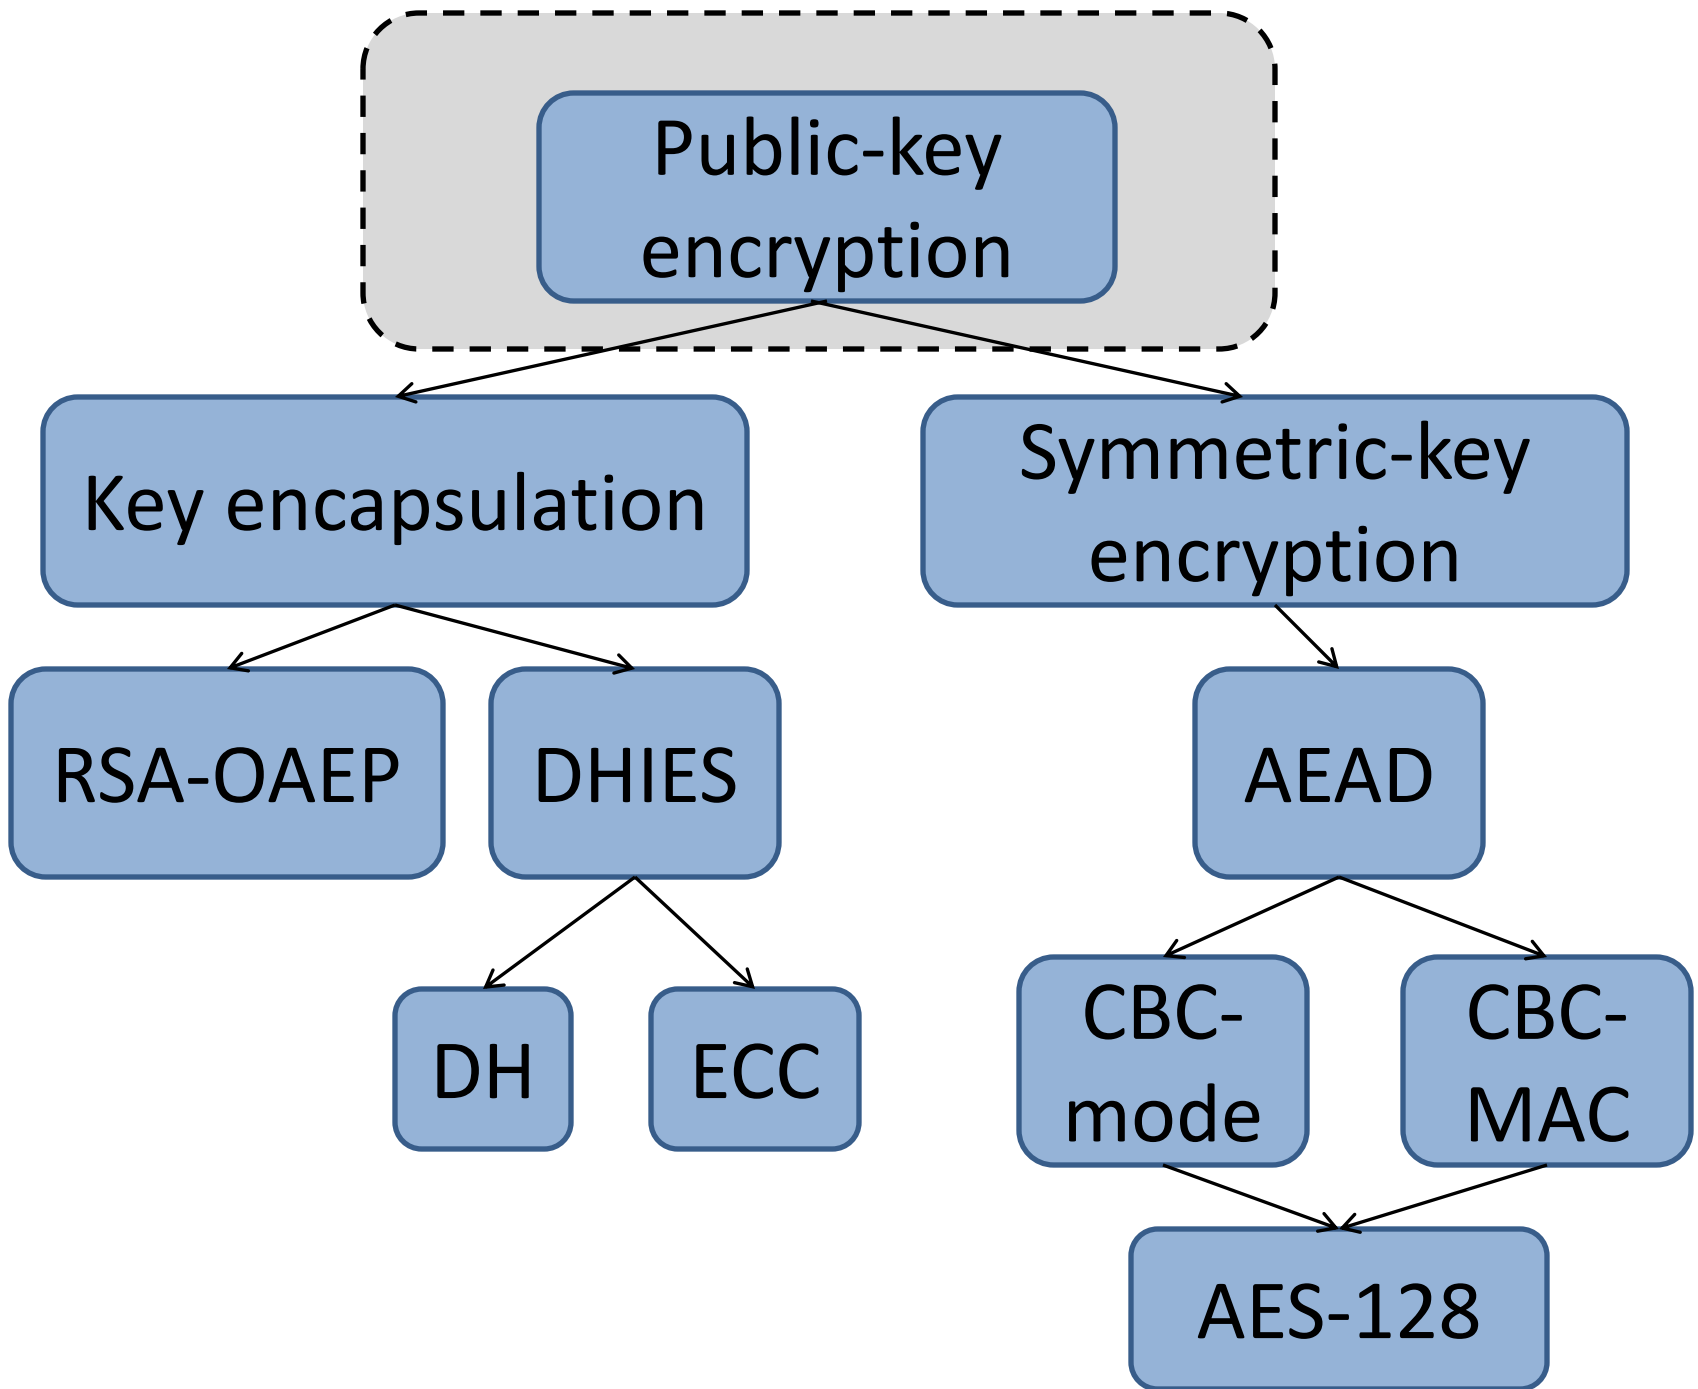 Public-key
encryption
Key encapsulation
Symmetric-key
encryption
RSA-OAEP
DHIES
AEAD
DH
ECC
CBC-
mode
CBC-
MAC
AES-128